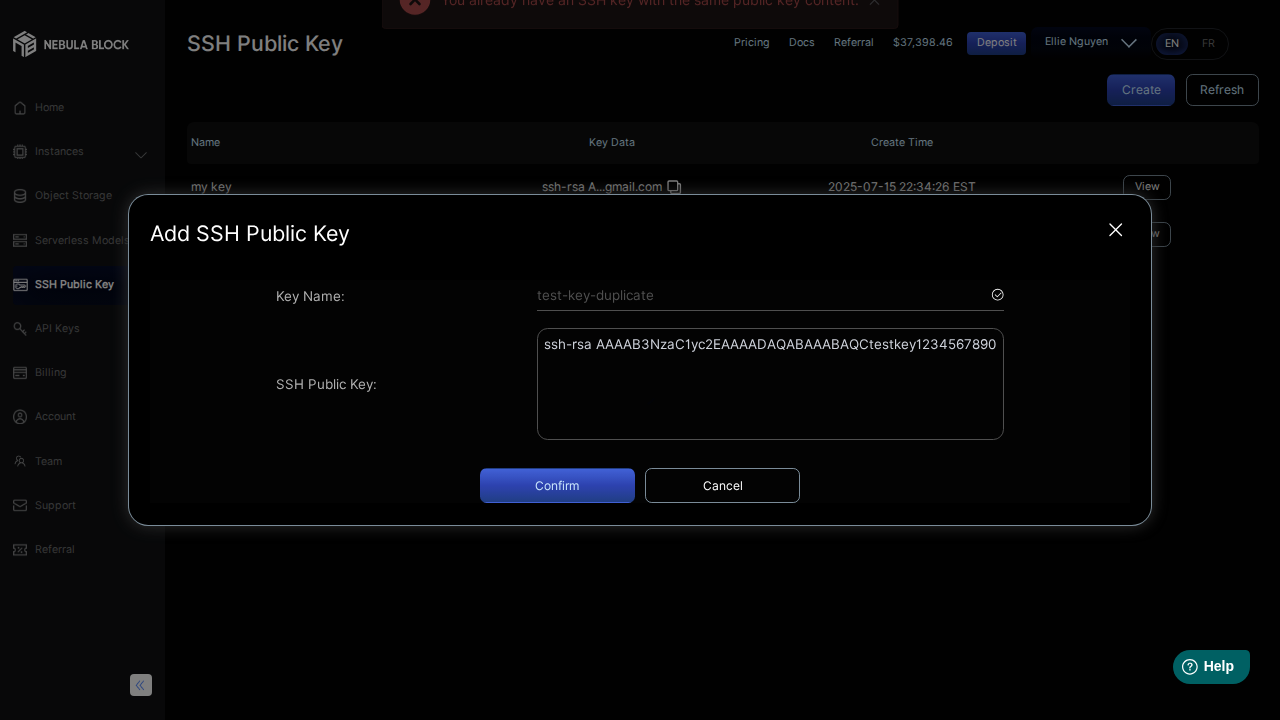 You already have an SSH key with the same public key content.
NEBULA BLOCK
SSH Public Key
Pricing
Docs
Referral
$37,398.46
Deposit
Ellie Nguyen
EN
FR
Create
Refresh
Home
Instances
Object Storage
Serverless Models
SSH Public Key
API Keys
Billing
Account
Team
Support
Referral
Name
Key Data
Create Time
my key
ssh-rsa A...gmail.com
2025-07-15 22:34:26 EST
View
Add SSH Public Key
Key Name:
test-key-duplicate
SSH Public Key:
ssh-rsa AAAAB3NzaC1yc2EAAAADAQABAAABAQCtestkey1234567890
Confirm
Cancel
Help